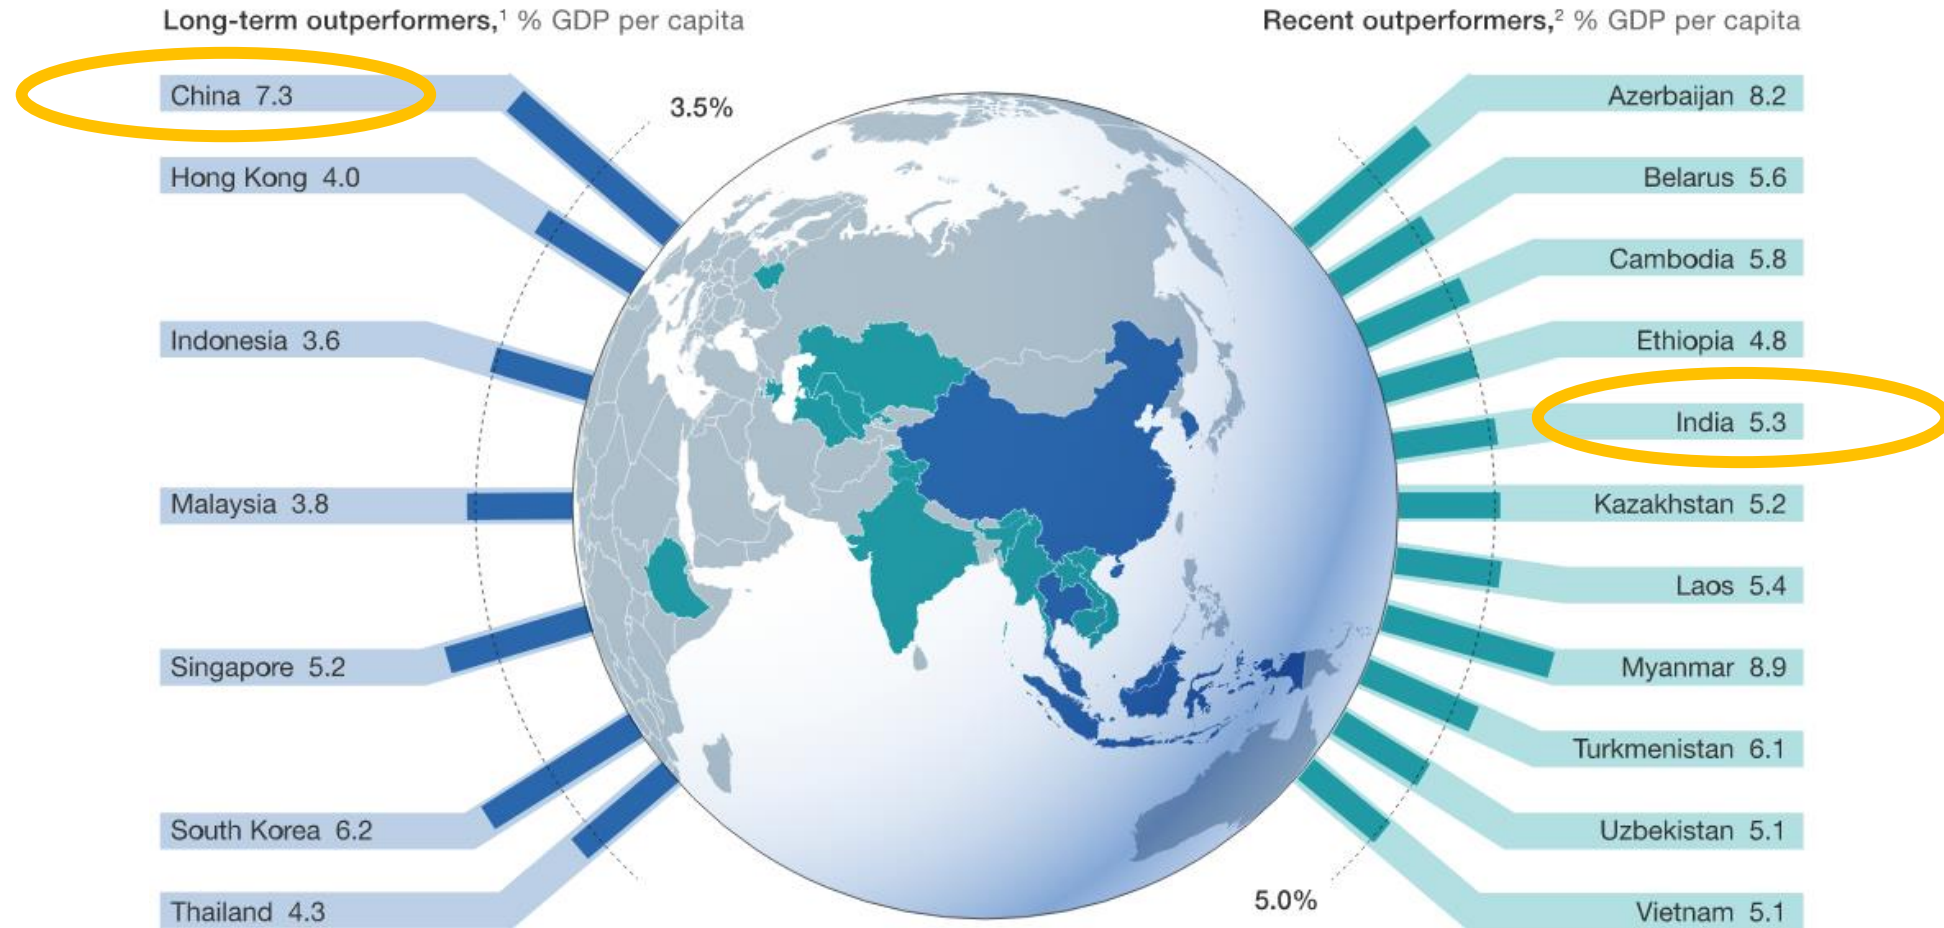 Long-term outperformers,¹ % GDP per capita
China 7.3
Hong Kong 4.0
Indonesia 3.6
Malaysia 3.8
Singapore 5.2
South Korea 6.2
Thailand 4.3
3.5%
Recent outperformers,² % GDP per capita
Azerbaijan 8.2
Belarus 5.6
Cambodia 5.8
Ethiopia 4.8
India 5.3
Kazakhstan 5.2
Laos 5.4
Myanmar 8.9
Turkmenistan 6.1
Uzbekistan 5.1
Vietnam 5.1
5.0%